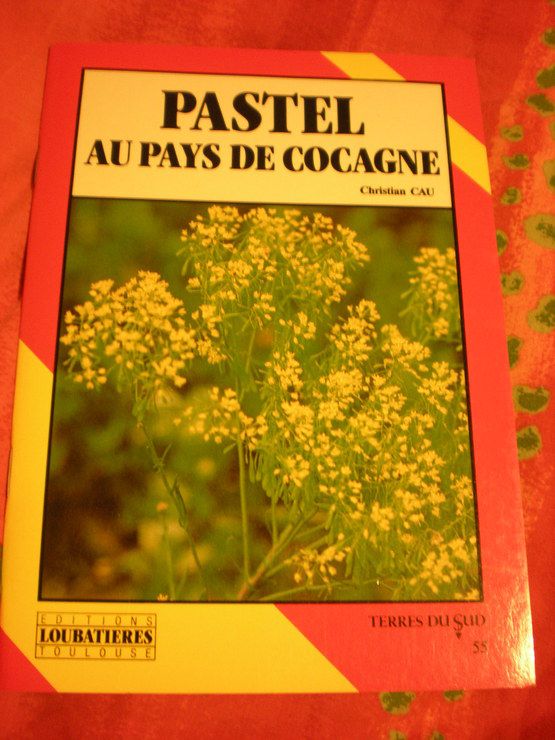 PASTEL
AU PAYS DE COCAGNE
Christian CAU
EDITIONS
LOUBATIERES
TOULOUSE
TERRES DU SUD
55